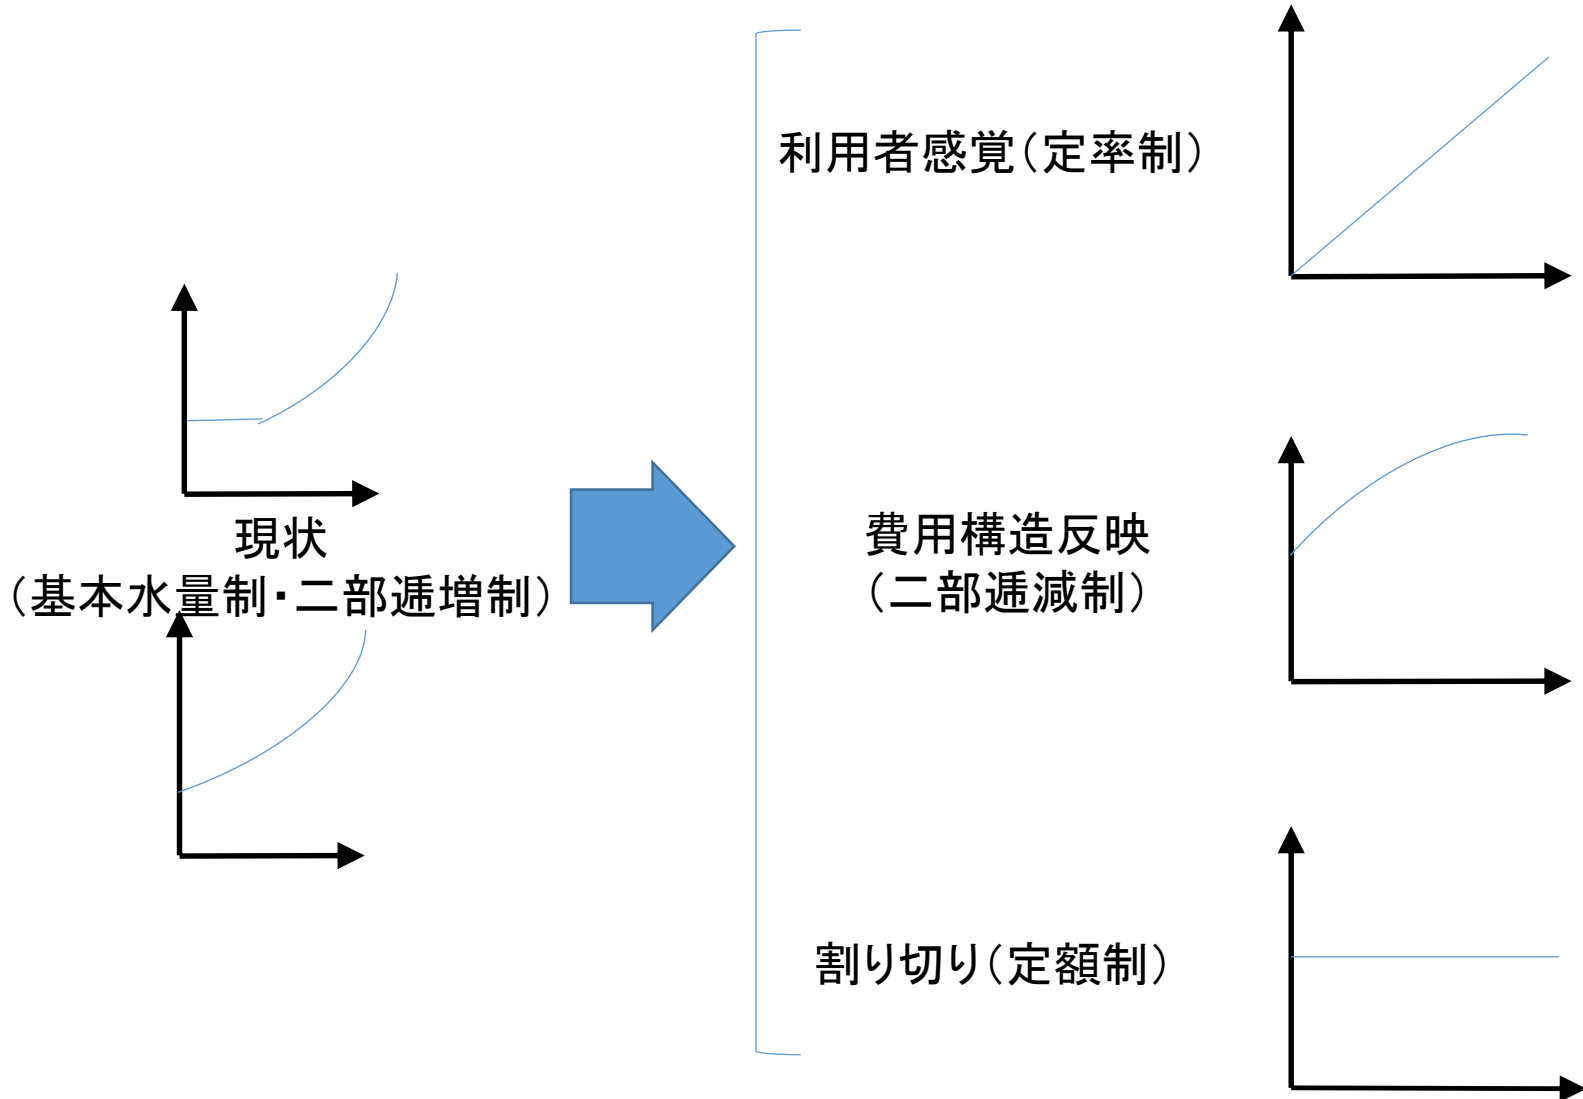 利用者感覚（定率制）
現状
（基本水量制・二部逓増制）
費用構造反映
（二部逓減制）
割り切り（定額制）